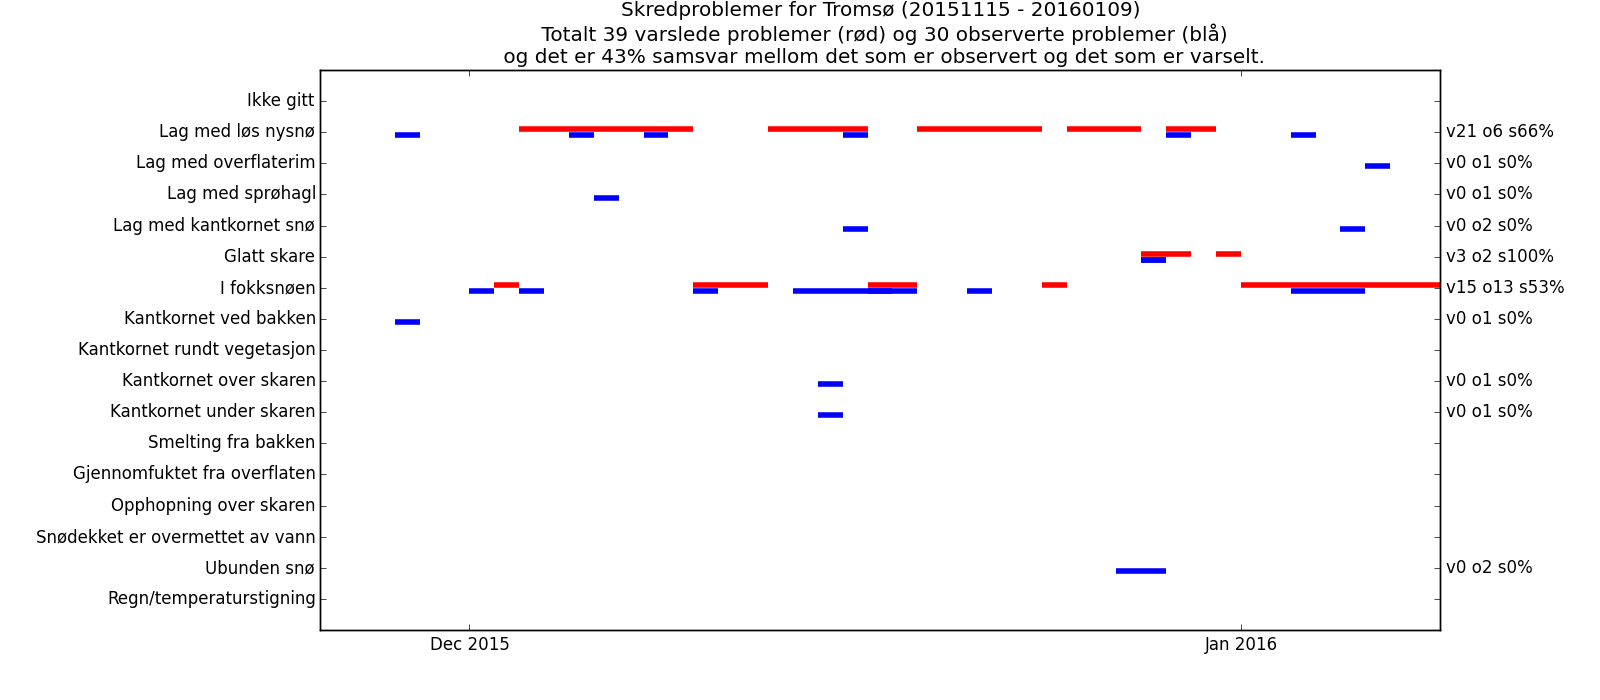 Skredproblemer for Tromsø (20151115 - 20160109)
Totalt 39 varslede problemer (rød) og 30 observerte problemer (blå)
og det er 43% samsvar mellom det som er observert og det som er varselt.
Ikke gitt
Lag med løs nysnø v21 o6 s66%
Lag med overflaterim v0 o1 s0%
Lag med sprøhagl v0 o1 s0%
Lag med kantkornet snø v0 o2 s0%
Glatt skare v3 o2 s100%
I fokksnøen v15 o13 s53%
Kantkornet ved bakken v0 o1 s0%
Kantkornet rundt vegetasjon
Kantkornet over skaren v0 o1 s0%
Kantkornet under skaren v0 o1 s0%
Smelting fra bakken
Gjennomfuktet fra overflaten
Opphopning over skaren
Snødekket er overmettet av vann
Ubunden snø v0 o2 s0%
Regn/temperaturstigning
Dec 2015 Jan 2016